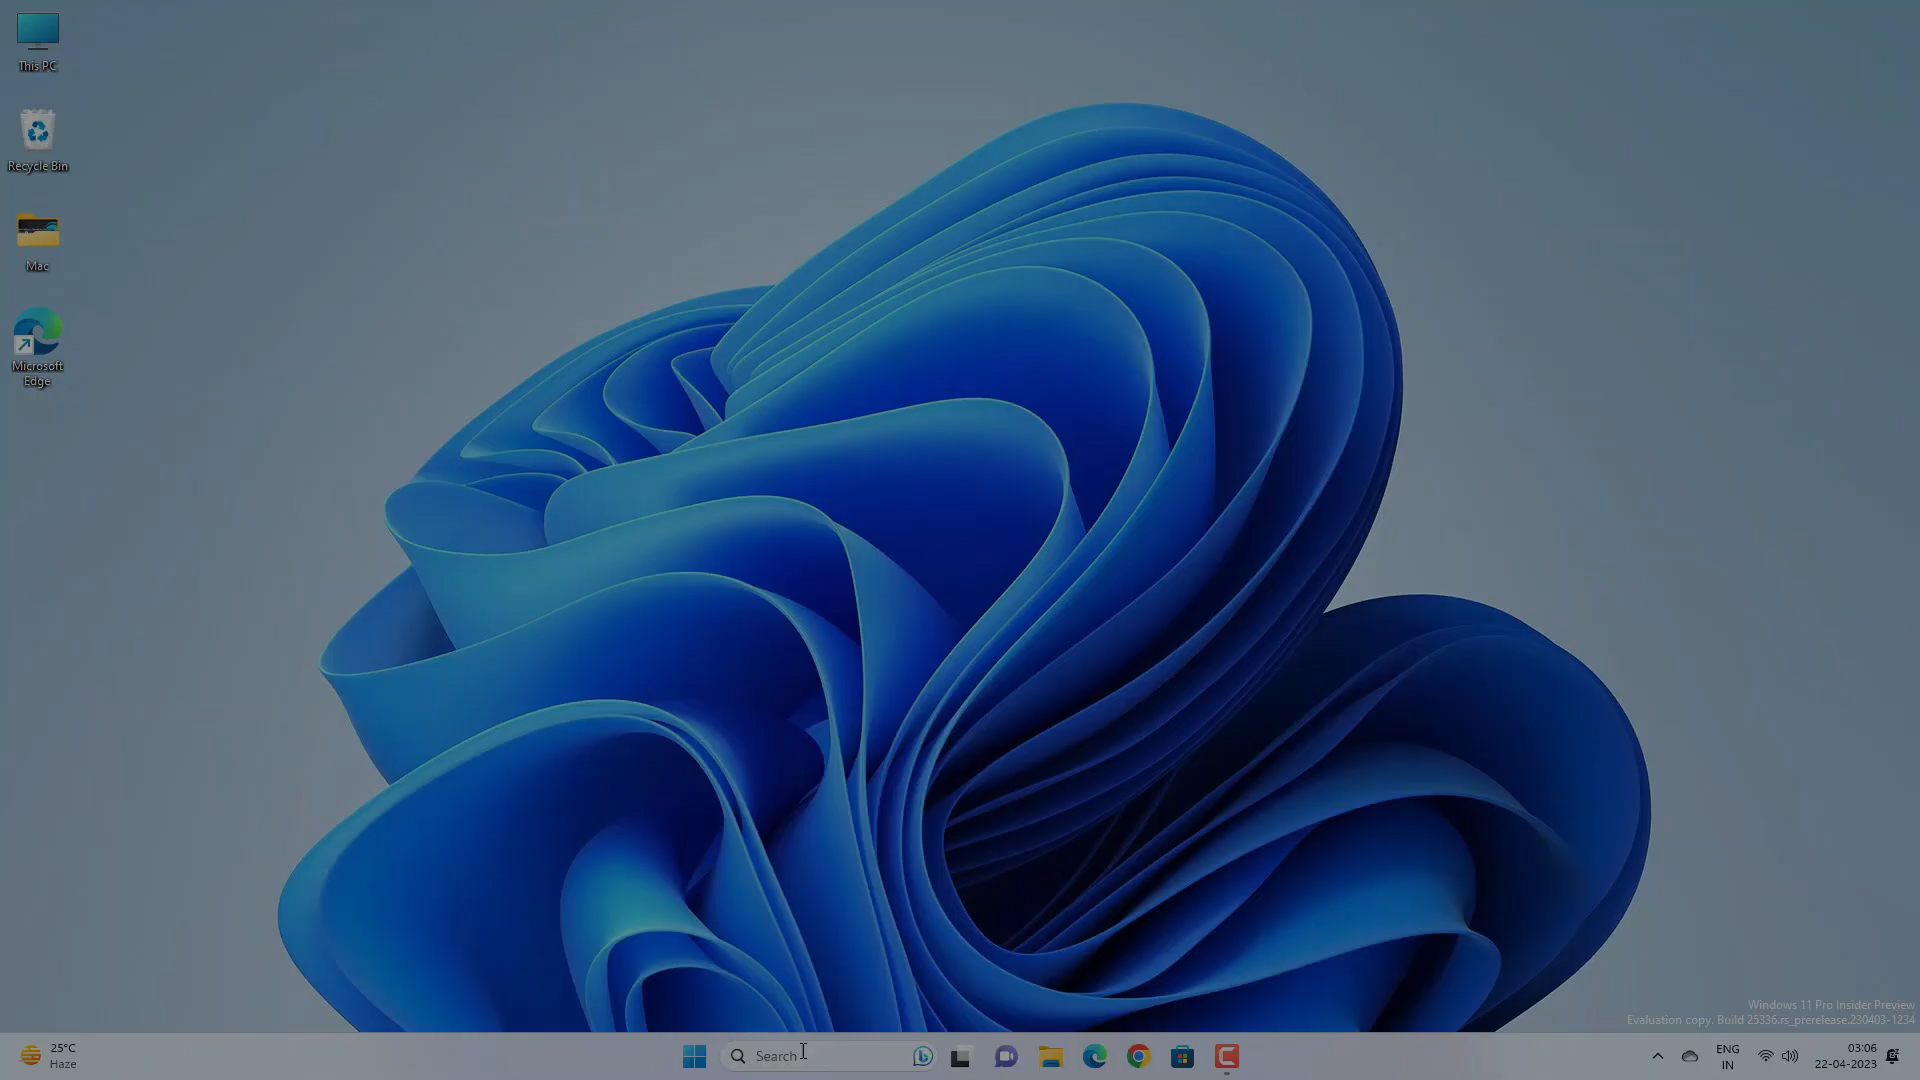 This PC
Recycle Bin
Mac
Microsoft
Edge
Windows 11 Pro Insider Preview
Evaluation copy. Build 25336.rs_prerelease.230403-1234
25°C
Haze
Search
ENG
IN
03:06
22-04-2023